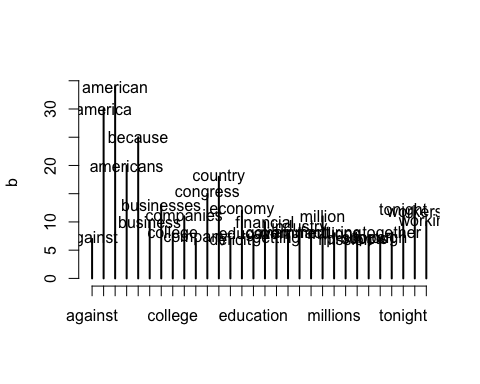 american
america
because
americans
country
congress
businesses
economy
tonight
companies
million
workers
business
financial
industry
college
together
against
b
0
5
10
20
30
against
college
education
millions
tonight